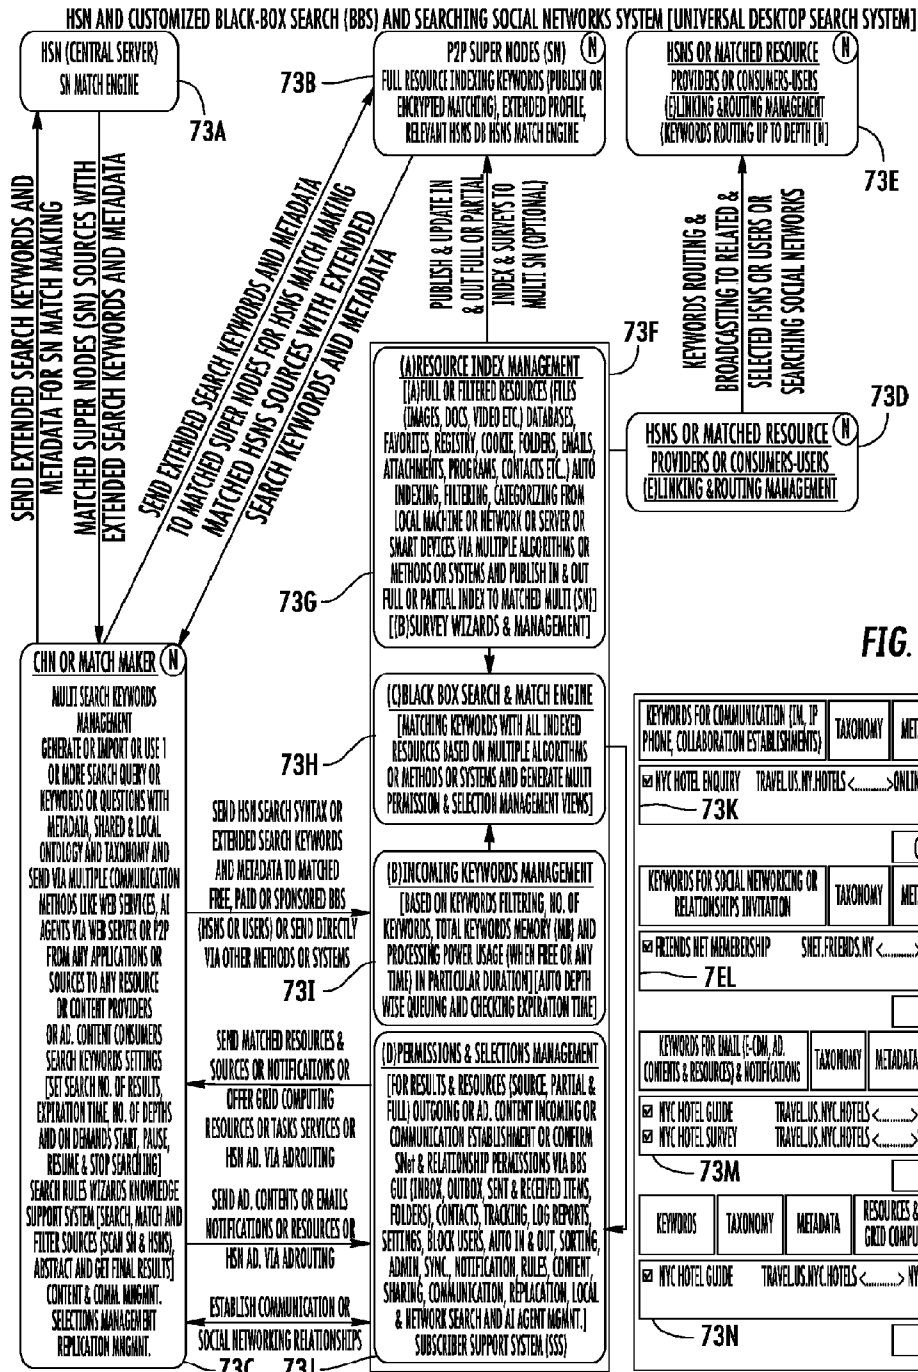 HSN AND CUSTOMIZED BLACK-BOX SEARCH (BBS) AND SEARCHING SOCIAL NETWORKS SYSTEM [UNIVERSAL DESKTOP SEARCH SYSTEM]
HSN (CENTRAL SERVER)
SN MATCH ENGINE
73A
73B
P2P SUPER NODES (SN)
N
FULL RESOURCE INDEXING KEYWORDS (PUBLISH OR
ENCRYPTED MATCHING), EXTENDED PROFILE,
RELEVANT HSNS DB HSNS MATCH ENGINE
HSNS OR MATCHED RESOURCE
N
PROVIDERS OR CONSUMERS-USERS
(E)LINKING &ROUTING MANAGEMENT
(KEYWORDS ROUTING UP TO DEPTH [N]
73E
SEND EXTENDED SEARCH KEYWORDS AND
METADATA FOR SN MATCH MAKING
MATCHED SUPER NODES (SN) SOURCES WITH
EXTENDED SEARCH KEYWORDS AND METADATA
SEND EXTENDED SEARCH KEYWORDS AND METADATA
TO MATCHED SUPER NODES FOR HSNS MATCH MAKING
MATCHED HSNS SOURCES WITH EXTENDED
SEARCH KEYWORDS AND METADATA
PUBLISH & UPDATE IN
& OUT FULL OR PARTIAL
INDEX & SURVEYS TO
MULTI SN (OPTIONAL)
KEYWORDS ROUTING &
BROADCASTING TO RELATED &
SELECTED HSNS OR USERS OR
SEARCHING SOCIAL NETWORKS
73F
(A)RESOURCE INDEX MANAGEMENT
[(A)FULL OR FILTERED RESOURCES (FILES
(IMAGES, DOCS, VIDEO ETC.) DATABASES,
FAVORITES, REGISTRY, COOKIE, FOLDERS, EMAILS,
ATTACHMENTS, PROGRAMS, CONTACTS ETC..) AUTO
INDEXING, FILTERING, CATEGORIZING FROM
LOCAL MACHINE OR NETWORK OR SERVER OR
SMART DEVICES VIA MULTIPLE ALGORITHMS OR
METHODS OR SYSTEMS AND PUBLISH IN & OUT
FULL OR PARTIAL INDEX TO MATCHED MULTI (SN)]
[(B)SURVEY WIZARDS & MANAGEMENT]
73G
73D
HSNS OR MATCHED RESOURCE
N
PROVIDERS OR CONSUMERS-USERS
(E)LINKING &ROUTING MANAGEMENT
FIG.
CHN OR MATCH MAKER
N
MULTI SEARCH KEYWORDS
MANAGEMENT
GENERATE OR IMPORT OR USE 1
OR MORE SEARCH QUERY OR
KEYWORDS OR QUESTIONS WITH
METADATA, SHARED & LOCAL
ONTOLOGY AND TAXONOMY AND
SEND VIA MULTIPLE COMMUNICATION
METHODS LIKE WEB SERVICES, AI
AGENTS VIA WEB SERVER OR P2P
FROM ANY APPLICATIONS OR
SOURCES TO ANY RESOURCE
OR CONTENT PROVIDERS
OR AD. CONTENT CONSUMERS
SEARCH KEYWORDS SETTINGS
[SET SEARCH NO. OF RESULTS,
EXPIRATION TIME, NO. OF DEPTHS
AND ON DEMANDS START, PAUSE,
RESUME & STOP SEARCHING]
SEARCH RULES WIZARDS KNOWLEDGE
SUPPORT SYSTEM [SEARCH, MATCH AND
FILTER SOURCES (SCAN SN & HSNS),
ABSTRACT AND GET FINAL RESULTS]
CONTENT & COMM. MNGMNT.
SELECTIONS MANAGEMENT
REPLICATION MNGMNT.
73C
SEND HSN SEARCH SYNTAX OR
EXTENDED SEARCH KEYWORDS
AND METADATA TO MATCHED
FREE, PAID OR SPONSORED BBS
(HSNS OR USERS) OR SEND DIRECTLY
VIA OTHER METHODS OR SYSTEMS
SEND MATCHED RESOURCES &
SOURCES OR NOTIFICATIONS OR
OFFER GRID COMPUTING
RESOURCES OR TASKS SERVICES OR
HSN AD. VIA ADROUTING
SEND AD. CONTENTS OR EMAILS
NOTIFICATIONS OR RESOURCES OR
HSN AD. VIA ADROUTING
ESTABLISH COMMUNICATION OR
SOCIAL NETWORKING RELATIONSHIPS
73H
(C)BLACK BOX SEARCH & MATCH ENGINE
[MATCHING KEYWORDS WITH ALL INDEXED
RESOURCES BASED ON MULTIPLE ALGORITHMS
OR METHODS OR SYSTEMS AND GENERATE MULTI
PERMISSION & SELECTION MANAGEMENT VIEWS]
73I
(B)INCOMING KEYWORDS MANAGEMENT
[BASED ON KEYWORDS FILTERING, NO. OF
KEYWORDS, TOTAL KEYWORDS MEMORY (MB) AND
PROCESSING POWER USAGE (WHEN FREE OR ANY
TIME) IN PARTICULAR DURATION][AUTO DEPTH
WISE QUEUING AND CHECKING EXPIRATION TIME]
(D)PERMISSIONS & SELECTIONS MANAGEMENT
[FOR RESULTS & RESOURCES (SOURCE, PARTIAL &
FULL) OUTGOING OR AD. CONTENT INCOMING OR
COMMUNICATION ESTABLISHMENT OR CONFIRM
SNet & RELATIONSHIP PERMISSIONS VIA BBS
GUI (INBOX, OUTBOX, SENT & RECEIVED ITEMS,
FOLDERS), CONTACTS, TRACKING, LOG REPORTS,
SETTINGS, BLOCK USERS, AUTO IN & OUT, SORTING,
ADMIN, SYNC., NOTIFICATION, RULES, CONTENT,
SHARING, COMMUNICATION, REPLACATION, LOCAL
& NETWORK SEARCH AND AI AGENT MGMNT.]
SUBSCRIBER SUPPORT SYSTEM (SSS)
73J
KEYWORDS FOR COMMUNICATION (IM, IP
PHONE, COLLABORATION ESTABLISHMENTS)
TAXONOMY
MET
NYC HOTEL ENQUIRY TRAVEL.US.NY.HOTELS <............>ONLIN
73K
KEYWORDS FOR SOCIAL NETWORKING OR
RELATIONSHIPS INVITATION
TAXONOMY
MET
FRIENDS NET MEMEBERSHIP SNET.FRIENDS.NY <............>
7EL
KEYWORDS FOR EMAIL (E-COM, AD.
CONTENTS & RESOURCES) & NOTIFICATIONS
TAXONOMY
METADATA
NYC HOTEL GUIDE TRAVEL.US.NYC.HOTELS <............>
NYC HOTEL SURVEY TRAVEL.US.NYC.HOTELS <............>
73M
KEYWORDS
TAXONOMY
METADATA
RESOURCES &
GRID COMPU
NYC HOTEL GUIDE TRAVEL.US.NYC.HOTELS <............> NY
73N